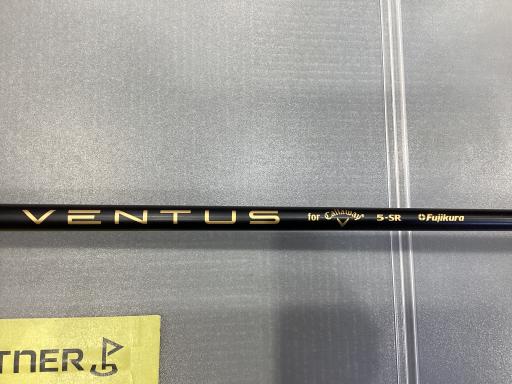 VENTUS for Callaway 5-SR Fujikura
TNER